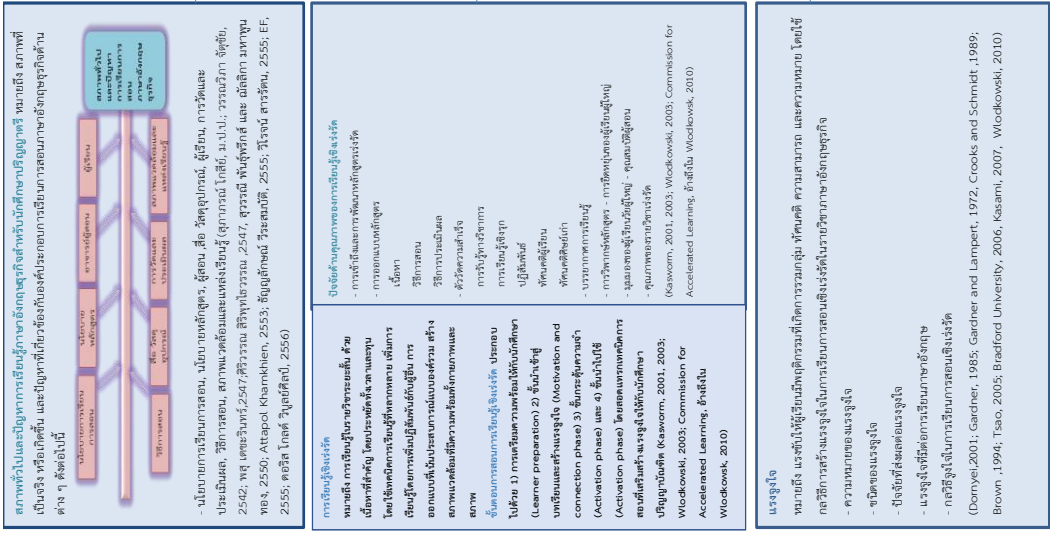 สภาพทั่วไปและปัญหาการเรียนรู้ภาษาอังกฤษธุรกิจสำหรับนักศึกษาปริญญาตรี หมายถึง สภาพที่
เป็นจริง หรือเกิดขึ้น และปัญหาที่เกี่ยวข้องกับองค์ประกอบการเรียนการสอนภาษาอังกฤษธุรกิจด้าน
ต่าง ๆ ดังต่อไปนี้
นโยบายการเรียน
การสอน
นโยบาย
หลักสูตร
อาจารย์ผู้สอน
ผู้เรียน
วิธีการสอน
สื่อ วัสดุ
อุปกรณ์
การวัดและ
ประเมินผล
สภาพแวดล้อมและ
แหล่งเรียนรู้
สภาพทั่วไป
และปัญหา
การเรียนการ
สอน
ภาษาอังกฤษ
ธุรกิจ
- นโยบายการเรียนการสอน, นโยบายหลักสูตร, ผู้สอน ,สื่อ วัสดุอุปกรณ์, ผู้เรียน, การวัดและ
ประเมินผล, วิธีการสอน, สภาพแวดล้อมและแหล่งเรียนรู้ (สุภาภรณ์ โกสีย์, ม.ป.ป.; วรรณวิภา จัตุชัย,
2542; พสุ เดชะรินทร์,2547;ศิริวรรณ สิริพุทไธวรรณ ,2547, สุวรรณี พันธุ์พรึกส์ และ ฌัลลิกา มหาพูน
ทอง, 2550; Attapol Khamkhien, 2553; ธัญลักษณ์ วีระสมบัติ, 2555; วิโรจน์ สารรัตน, 2555; EF,
2555; ดอริส โกลด์ วิบูลย์ศิลป์, 2556)
การเรียนรู้เชิงเร่งรัด
หมายถึง การเรียนรู้ในรายวิชาระยะสั้น ด้วย
เนื้อหาที่สำคัญ โดยประหยัดทั้งเวลาและทุน
โดยใช้เทคนิคการเรียนรู้ที่หลากหลาย เพิ่มการ
เรียนรู้โดยการเพิ่มปฏิสัมพันธ์กับผู้อื่น การ
ออกแบบที่เน้นประสบการณ์แบบองค์รวม สร้าง
สภาพแวดล้อมที่มีความพร้อมทั้งกายภาพและ
สภาพ
ขั้นตอนการสอนการเรียนรู้เชิงเร่งรัด ประกอบ
ไปด้วย 1) การเตรียมความพร้อมให้กับนักศึกษา
(Learner preparation) 2) ขั้นนำเข้าสู่
บทเรียนและสร้างแรงจูงใจ (Motivation and
connection phase) 3) ขั้นกระตุ้นความจำ
(Activation phase) และ 4) ขั้นนำไปใช้
(Activation phase) โดยสอดแทรกเทคนิคการ
สอนที่เสริมสร้างแรงจูงใจให้กับนักศึกษา
ปริญญาบัณฑิต (Kasworm, 2001, 2003;
Wlodkowski, 2003; Commission for
Accelerated Learning, อ้างถึงใน
Wlodkowsk, 2010)
ปัจจัยด้านคุณภาพของการเรียนรู้เชิงเร่งรัด
- การเข้าถึงและการพัฒนาหลักสูตรเร่งรัด
- การออกแบบหลักสูตร
เนื้อหา
วิธีการสอน
วิธีการประเมินผล
- ตัววัดความสำเร็จ
การรับรู้ทางวิชาการ
การเรียนรู้เชิงรุก
ปฏิสัมพันธ์
ทัศนคติผู้เรียน
ทัศนคติศิษย์เก่า
- บรรยากาศการเรียนรู้
- การวิพากษ์หลักสูตร - การยืดหยุ่นของผู้เรียนผู้ใหญ่
- มุมมองของผู้เรียนวัยผู้ใหญ่ - คุณสมบัติผู้สอน
- คุณภาพของรายวิชาเร่งรัด
(Kasworm, 2001, 2003; Wlodkowski, 2003; Commission for
Accelerated Learning, อ้างถึงใน Wlodkowsk, 2010)
แรงจูงใจ
หมายถึง แรงขับให้ผู้เรียนมีพฤติกรรมที่เกิดการรวมกลุ่ม ทัศนคติ ความสามารถ และความหมาย โดยใช้
กลวิธีการสร้างแรงจูงใจในการเรียนการสอนเชิงเร่งรัดในรายวิชาภาษาอังกฤษธุรกิจ
- ความหมายของแรงจูงใจ
- ชนิดของแรงจูงใจ
- ปัจจัยที่ส่งผลต่อแรงจูงใจ
- แรงจูงใจที่มีต่อการเรียนภาษาอังกฤษ
- กลวิธีจูงใจในการเรียนการสอนเชิงเร่งรัด
(Dornyei,2001; Gardner, 1985; Gardner and Lampert, 1972, Crooks and Schmidt ,1989;
Brown ,1994; Tsao, 2005; Bradford University, 2006, Kasami, 2007, Wlodkowski, 2010)